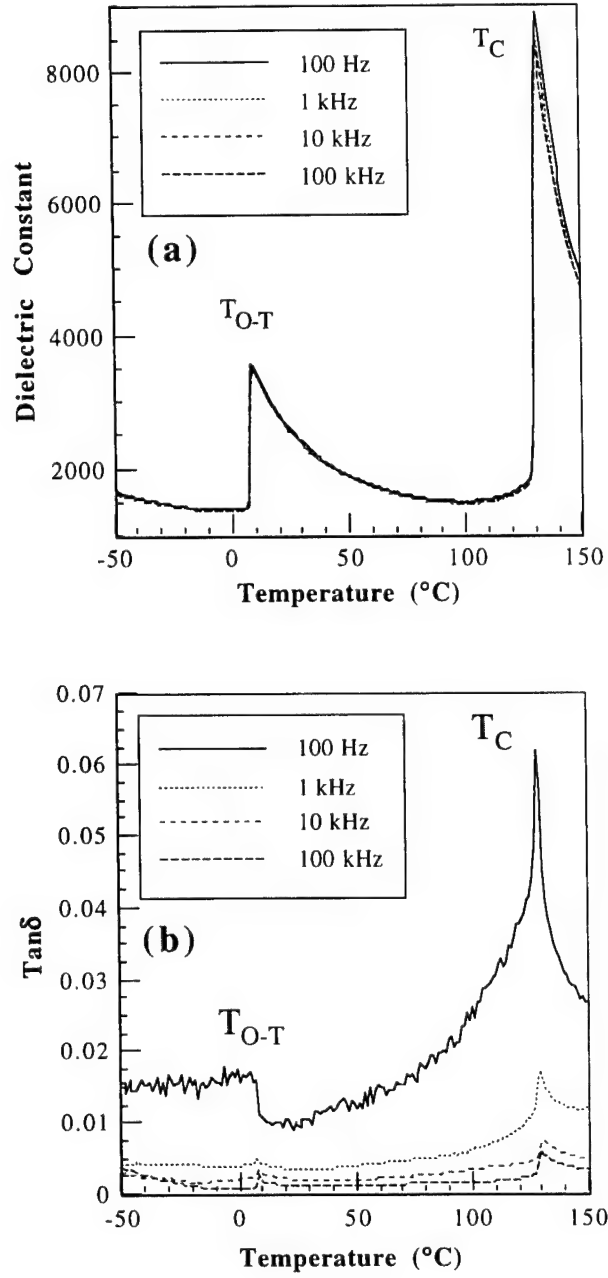 8000
6000
4000
2000
Dielectric Constant
100 Hz
1 kHz
10 kHz
100 kHz
T_C
(a)
T_O-T
-50
0
50
100
150
Temperature (°C)
0.07
0.06
0.05
0.04
0.03
0.02
0.01
0
Tanδ
100 Hz
1 kHz
10 kHz
100 kHz
T_C
(b)
T_O-T
-50
0
50
100
150
Temperature (°C)